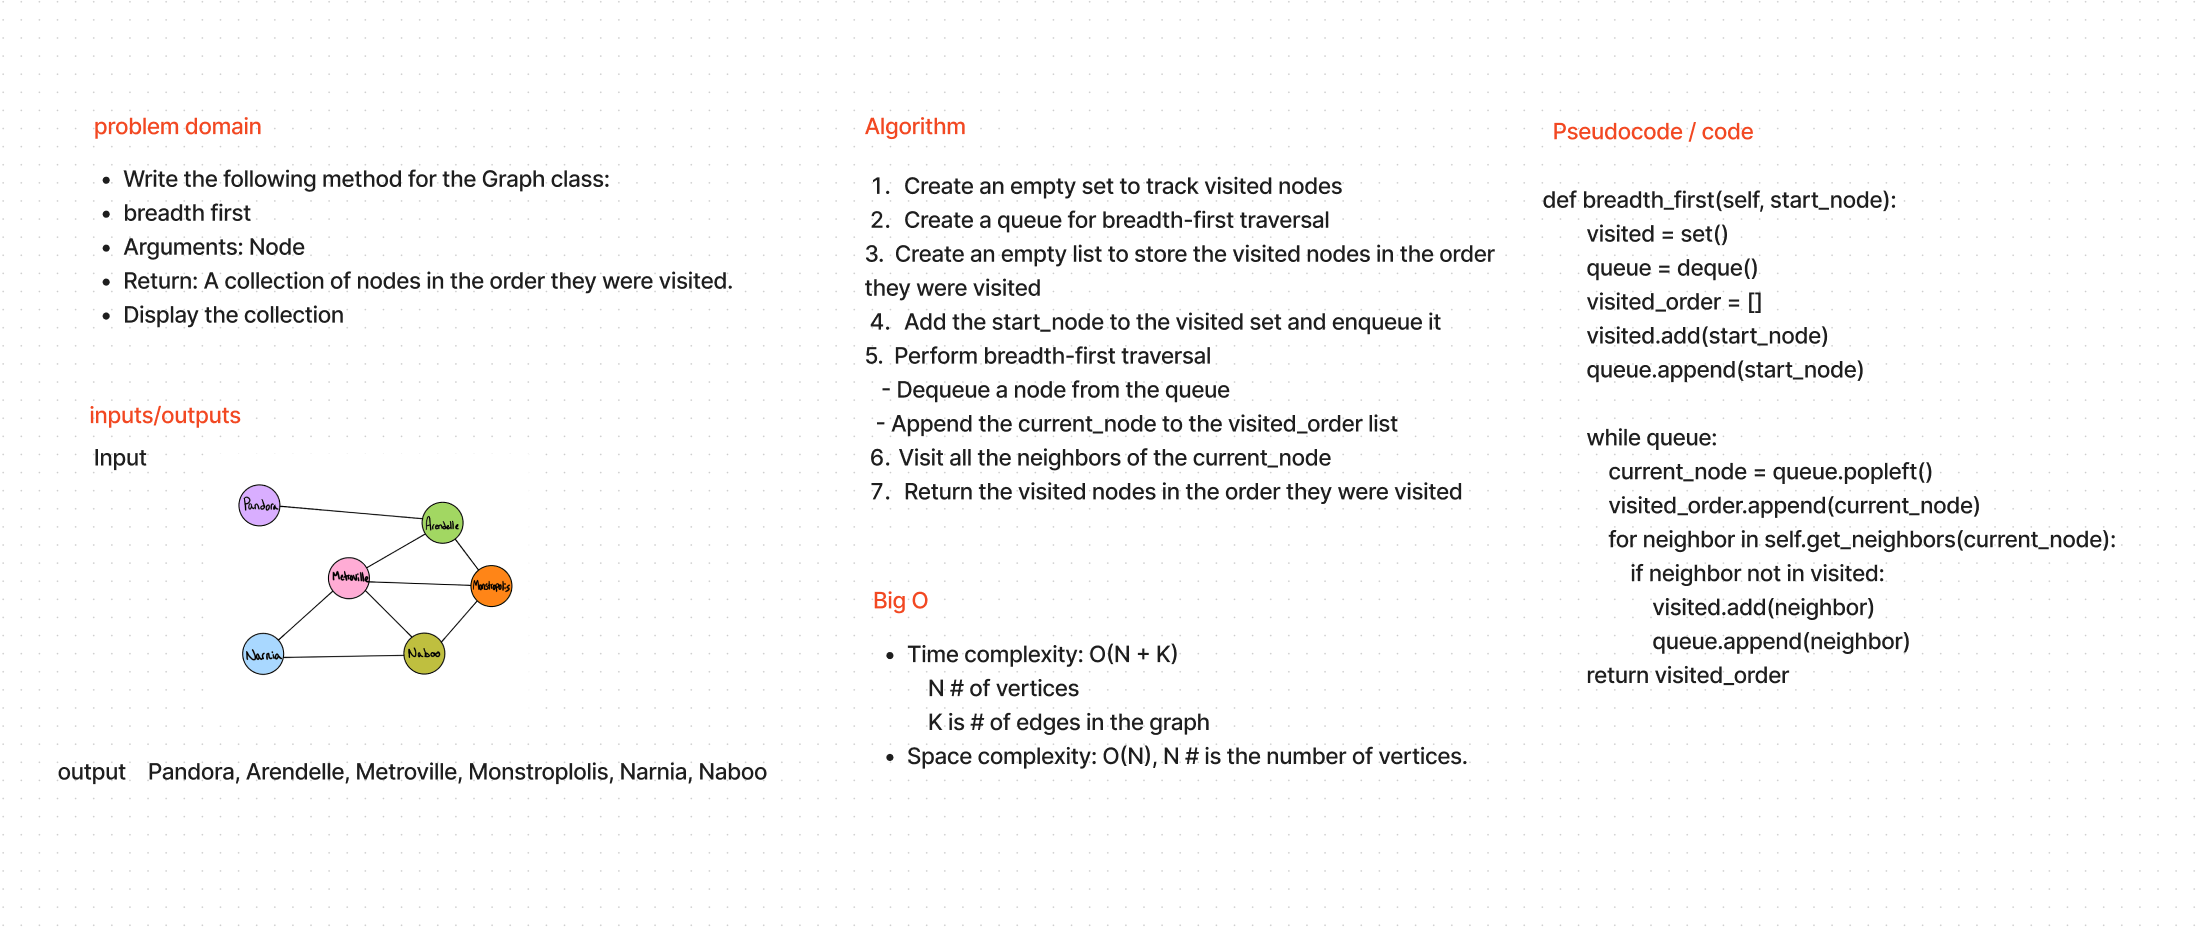 problem domain
• Write the following method for the Graph class:
• breadth first
• Arguments: Node
• Return: A collection of nodes in the order they were visited.
• Display the collection
inputs/outputs
Input
Pandora
Arendelle
Metroville
Monstropolis
Narnia
Naboo
output Pandora, Arendelle, Metroville, Monstroplolis, Narnia, Naboo
Algorithm
1. Create an empty set to track visited nodes
2. Create a queue for breadth-first traversal
3. Create an empty list to store the visited nodes in the order
they were visited
4. Add the start_node to the visited set and enqueue it
5. Perform breadth-first traversal
- Dequeue a node from the queue
- Append the current_node to the visited_order list
6. Visit all the neighbors of the current_node
7. Return the visited nodes in the order they were visited
Big O
• Time complexity: O(N + K)
N # of vertices
K is # of edges in the graph
• Space complexity: O(N), N # is the number of vertices.
Pseudocode / code
def breadth_first(self, start_node):
visited = set()
queue = deque()
visited_order = []
visited.add(start_node)
queue.append(start_node)
while queue:
current_node = queue.popleft()
visited_order.append(current_node)
for neighbor in self.get_neighbors(current_node):
if neighbor not in visited:
visited.add(neighbor)
queue.append(neighbor)
return visited_order